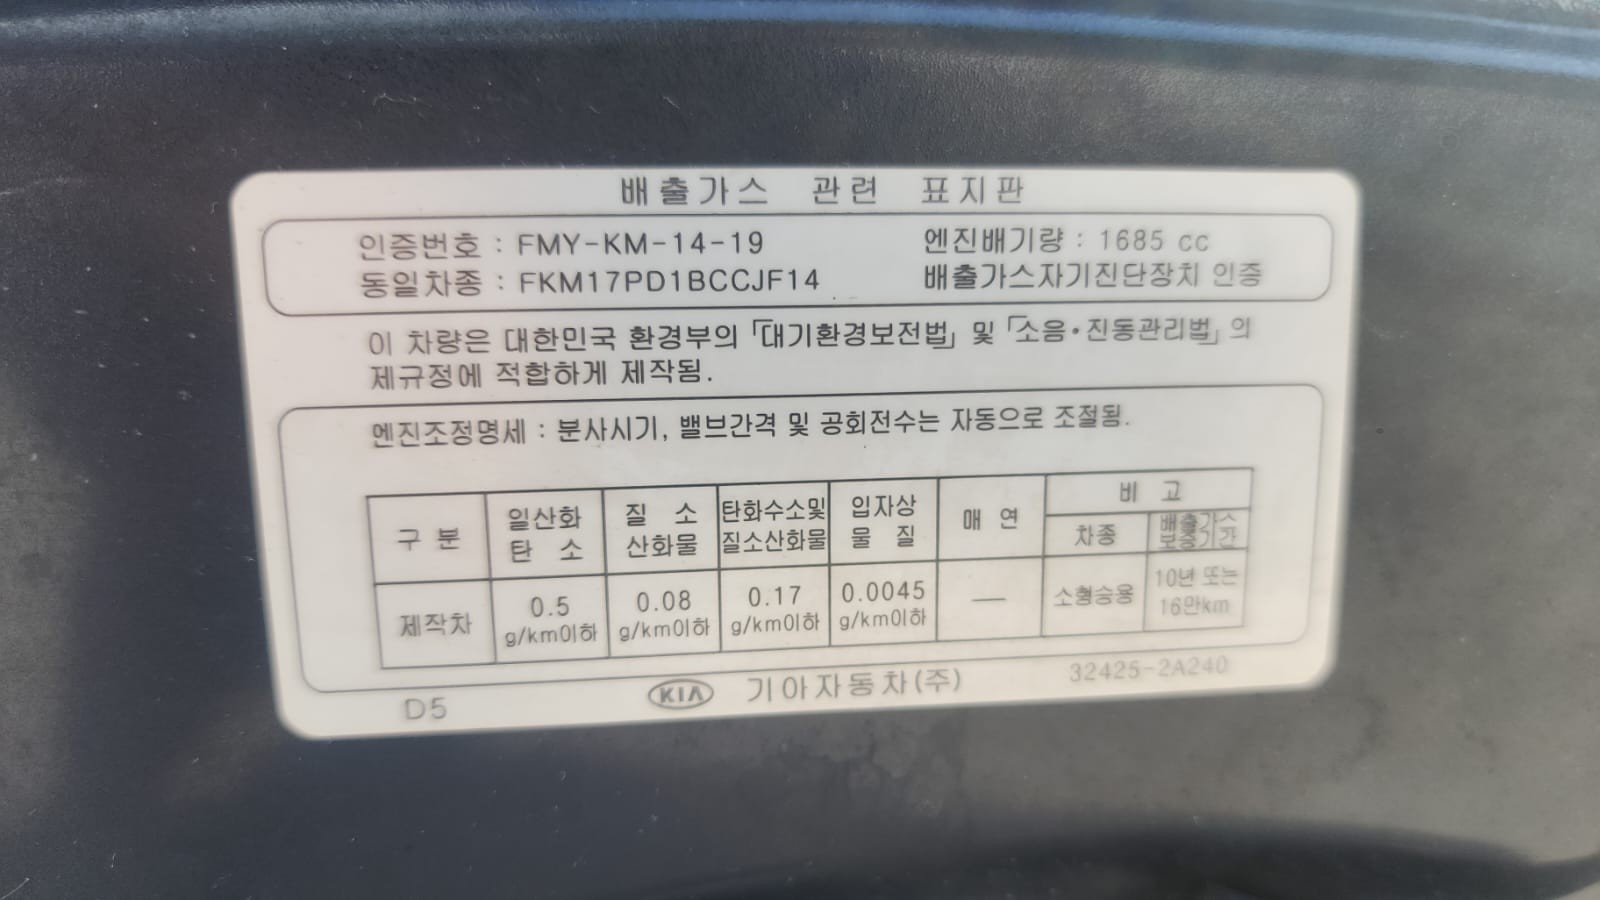 배출가스 관련 표지판
인증번호 : FMY-KM-14-19 엔진배기량 : 1685 cc
동일차종 : FKM17PD1BCCJF14 배출가스자기진단장치 인증
이 차량은 대한민국 환경부의 「대기환경보전법」 및 「소음·진동관리법」의
제규정에 적합하게 제작됨.
엔진조정명세 : 분사시기, 밸브간격 및 공회전수는 자동으로 조절됨.
구 분 일산화 탄 소 질 소 산화물 탄화수소및 질소산화물 입자상 물 질 매 연 비 고
차종 배출가스 보증기간
제작차 0.5 g/km이하 0.08 g/km이하 0.17 g/km이하 0.0045 g/km이하 — 소형승용 10년 또는 16만km
D5 KIA 기아자동차(주) 32425-2A240